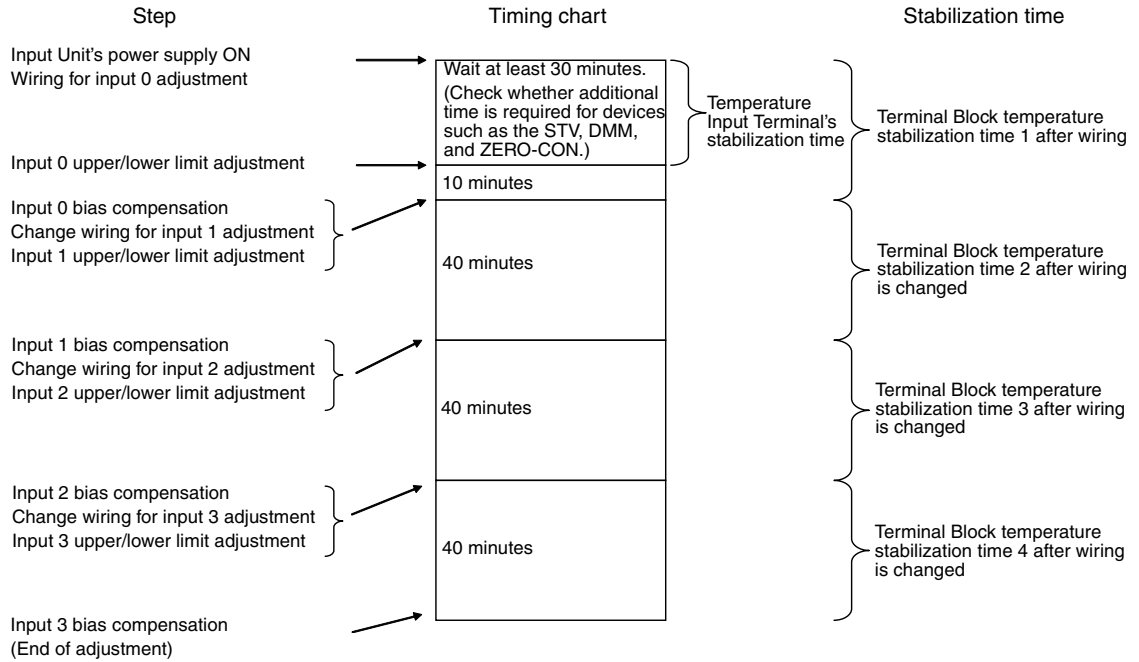 Step
Timing chart
Stabilization time
Input Unit's power supply ON
Wiring for input 0 adjustment
Wait at least 30 minutes.
(Check whether additional
time is required for devices
such as the STV, DMM,
and ZERO-CON.)
Temperature
Input Terminal's
stabilization time
Terminal Block temperature
stabilization time 1 after wiring
Input 0 upper/lower limit adjustment
10 minutes
Input 0 bias compensation
Change wiring for input 1 adjustment
Input 1 upper/lower limit adjustment
40 minutes
Terminal Block temperature
stabilization time 2 after wiring
is changed
Input 1 bias compensation
Change wiring for input 2 adjustment
Input 2 upper/lower limit adjustment
40 minutes
Terminal Block temperature
stabilization time 3 after wiring
is changed
Input 2 bias compensation
Change wiring for input 3 adjustment
Input 3 upper/lower limit adjustment
40 minutes
Terminal Block temperature
stabilization time 4 after wiring
is changed
Input 3 bias compensation
(End of adjustment)